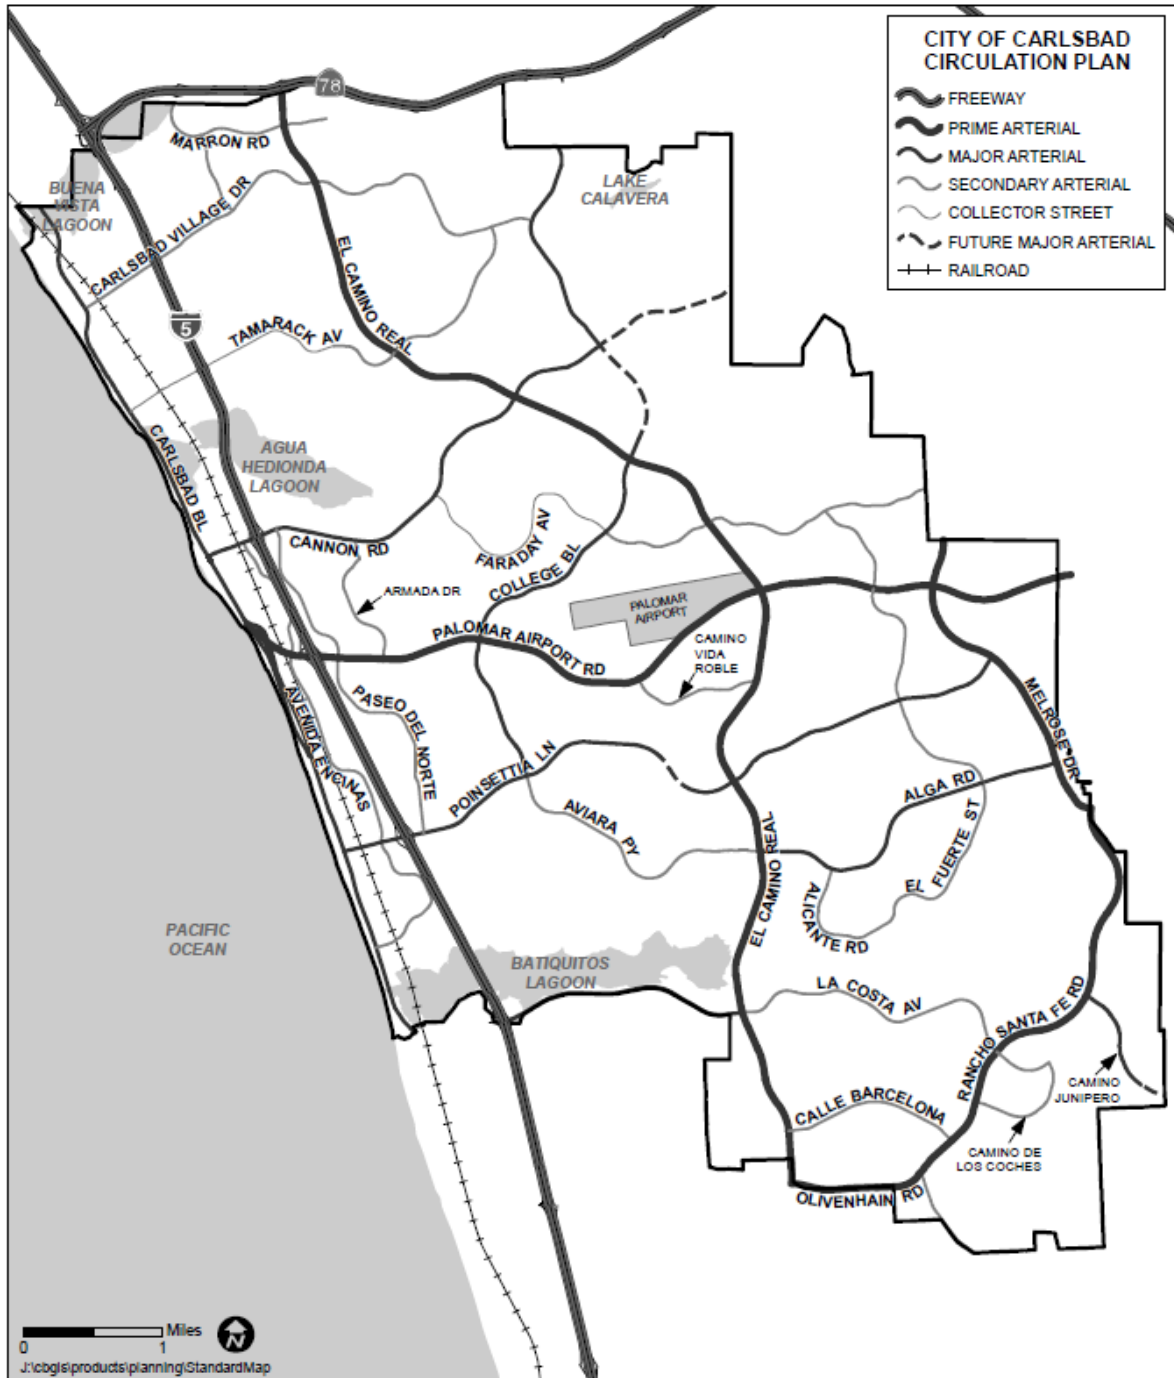 CITY OF CARLSBAD
CIRCULATION PLAN
FREEWAY
PRIME ARTERIAL
MAJOR ARTERIAL
SECONDARY ARTERIAL
COLLECTOR STREET
FUTURE MAJOR ARTERIAL
RAILROAD
78
MARRON RD
BUENA
VISTA
LAGOON
LAKE
CALAVERA
CARLSBAD VILLAGE DR
EL CAMINO REAL
5
TAMARACK AV
AGUA
HEDIONDA
LAGOON
CARLSBAD BL
CANNON RD
FARADAY AV
COLLEGE BL
ARMADA DR
PALOMAR
AIRPORT
PALOMAR AIRPORT RD
CAMINO
VIDA
ROBLE
AVENIDA ENCINAS
PASEO DEL NORTE
MELROSE DR
POINSETTIA LN
ALGA RD
AVIARA PY
EL CAMINO REAL
EL FUERTE ST
ALICANTE RD
PACIFIC
OCEAN
BATIQUITOS
LAGOON
LA COSTA AV
RANCHO SANTA FE RD
CAMINO
JUNIPERO
CALLE BARCELONA
CAMINO DE
LOS COCHES
OLIVENHAIN RD
Miles
0 1
N
J:\cbgis\products\planning\StandardMap